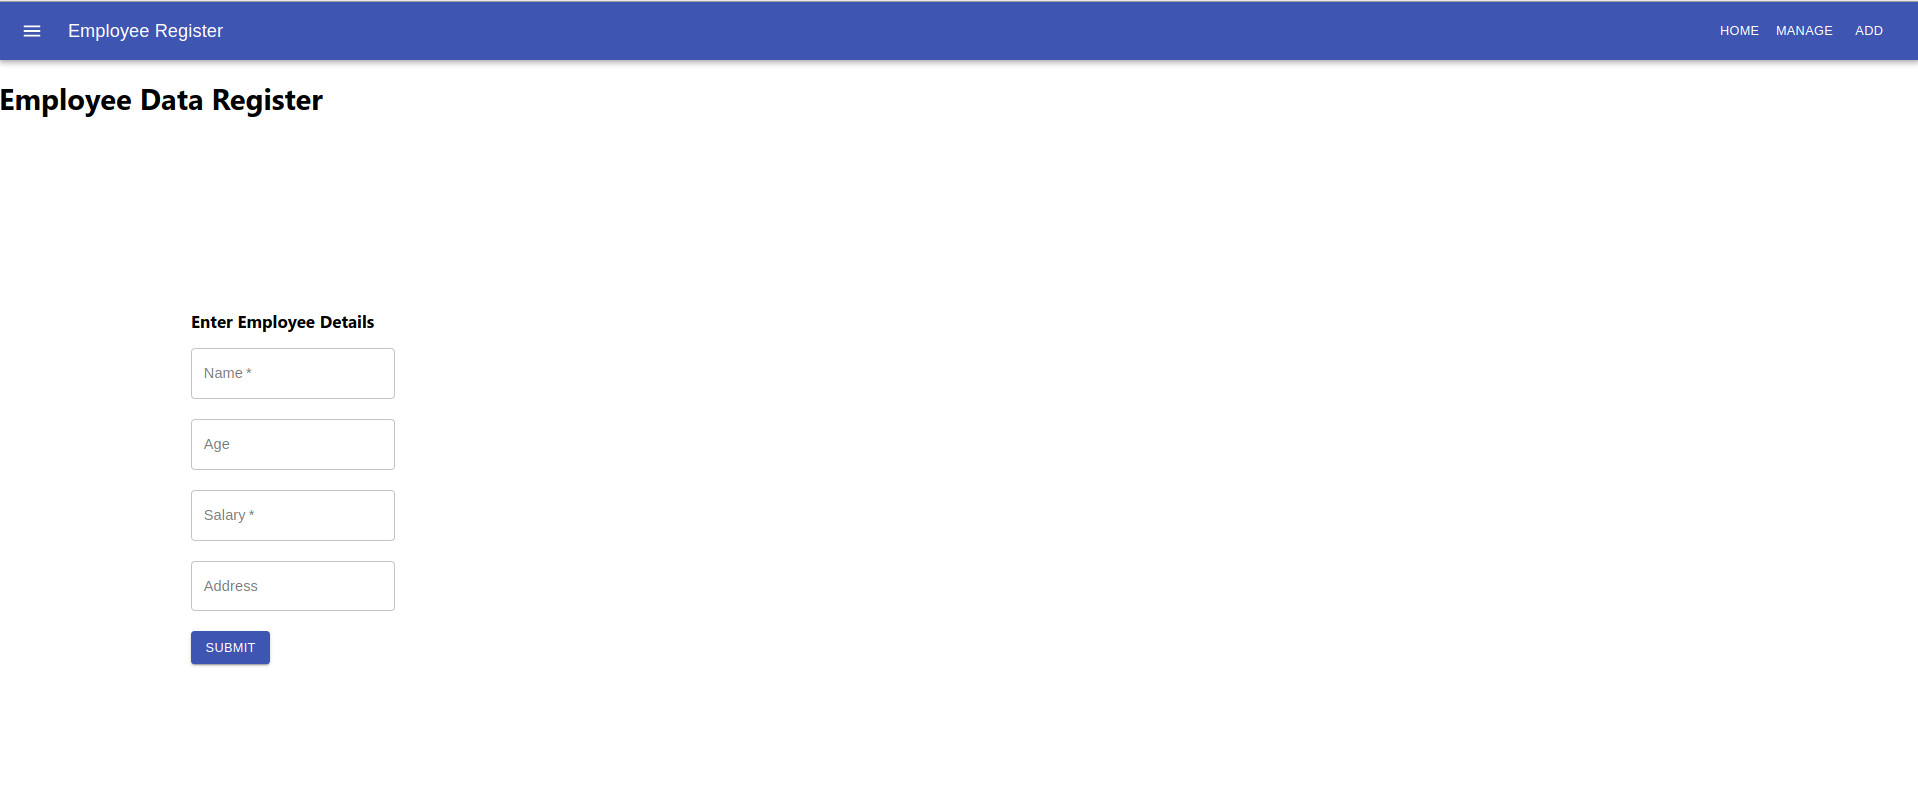 Employee Register HOME MANAGE ADD
Employee Data Register
Enter Employee Details
Name *
Age
Salary *
Address
SUBMIT